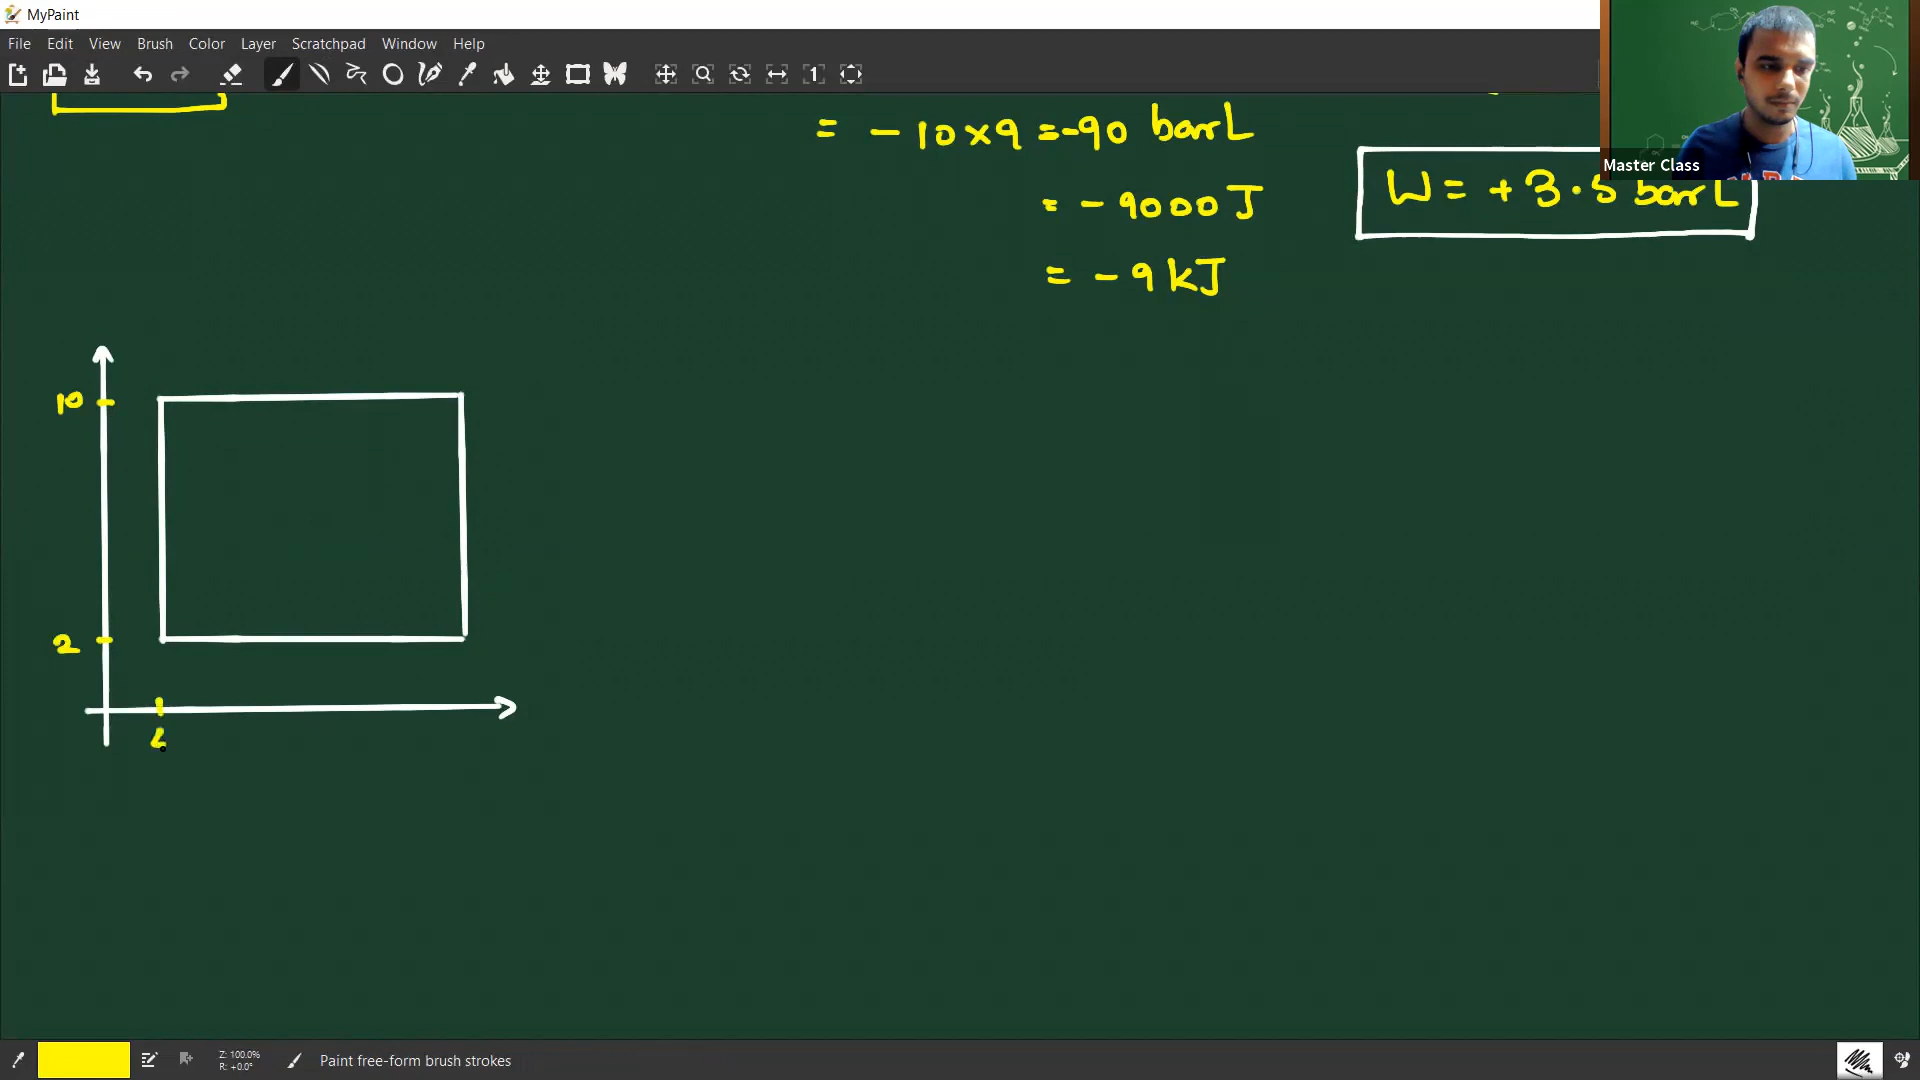 MyPaint
File Edit View Brush Color Layer Scratchpad Window Help
= - 10 x 9 = -90 barL
= - 9000 J
= - 9 kJ
Master Class
W = + 3.5 barL
10
2
Z: 100.0%
R: +0.0°
Paint free-form brush strokes